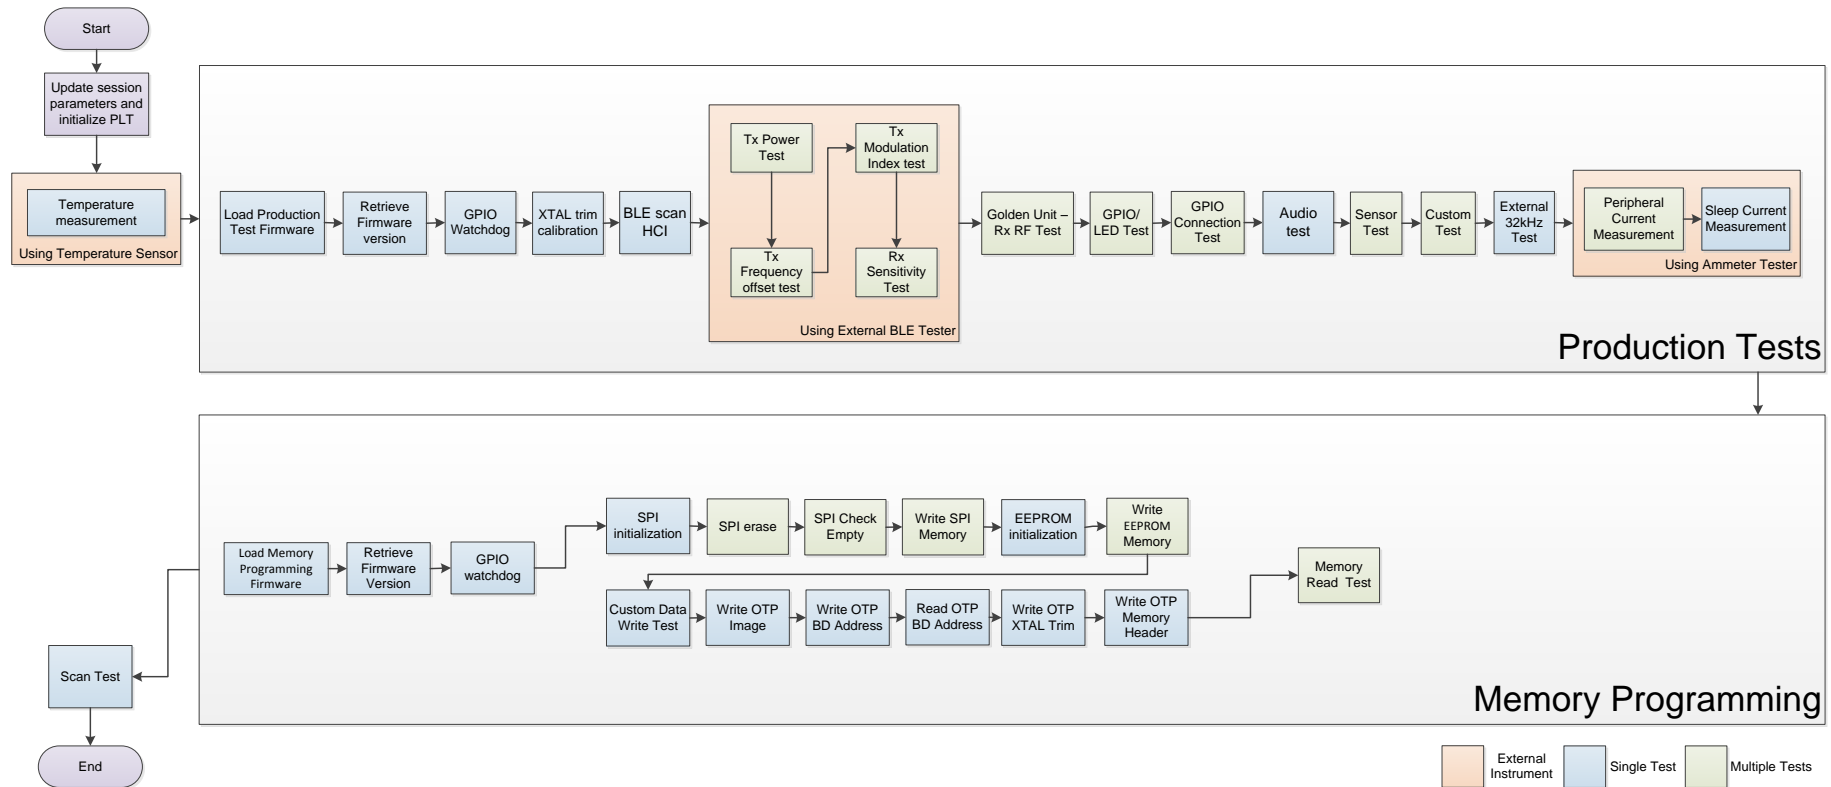 Start
Update session
parameters and
initialize PLT
Temperature
measurement
Using Temperature Sensor
Load Production
Test Firmware
Retrieve
Firmware
version
GPIO
Watchdog
XTAL trim
calibration
BLE scan
HCI
Tx Power
Test
Tx
Frequency
offset test
Tx
Modulation
Index test
Rx
Sensitivity
Test
Using External BLE Tester
Golden Unit –
Rx RF Test
GPIO/
LED Test
GPIO
Connection
Test
Audio
test
Sensor
Test
Custom
Test
External
32kHz
Test
Peripheral
Current
Measurement
Sleep Current
Measurement
Using Ammeter Tester
Production Tests
Load Memory
Programming
Firmware
Retrieve
Firmware
Version
GPIO
watchdog
SPI
initialization
SPI erase
SPI Check
Empty
Write SPI
Memory
EEPROM
initialization
Write
EEPROM
Memory
Custom Data
Write Test
Write OTP
Image
Write OTP
BD Address
Read OTP
BD Address
Write OTP
XTAL Trim
Write OTP
Memory
Header
Memory
Read Test
Memory Programming
Scan Test
End
External
Instrument
Single Test
Multiple Tests